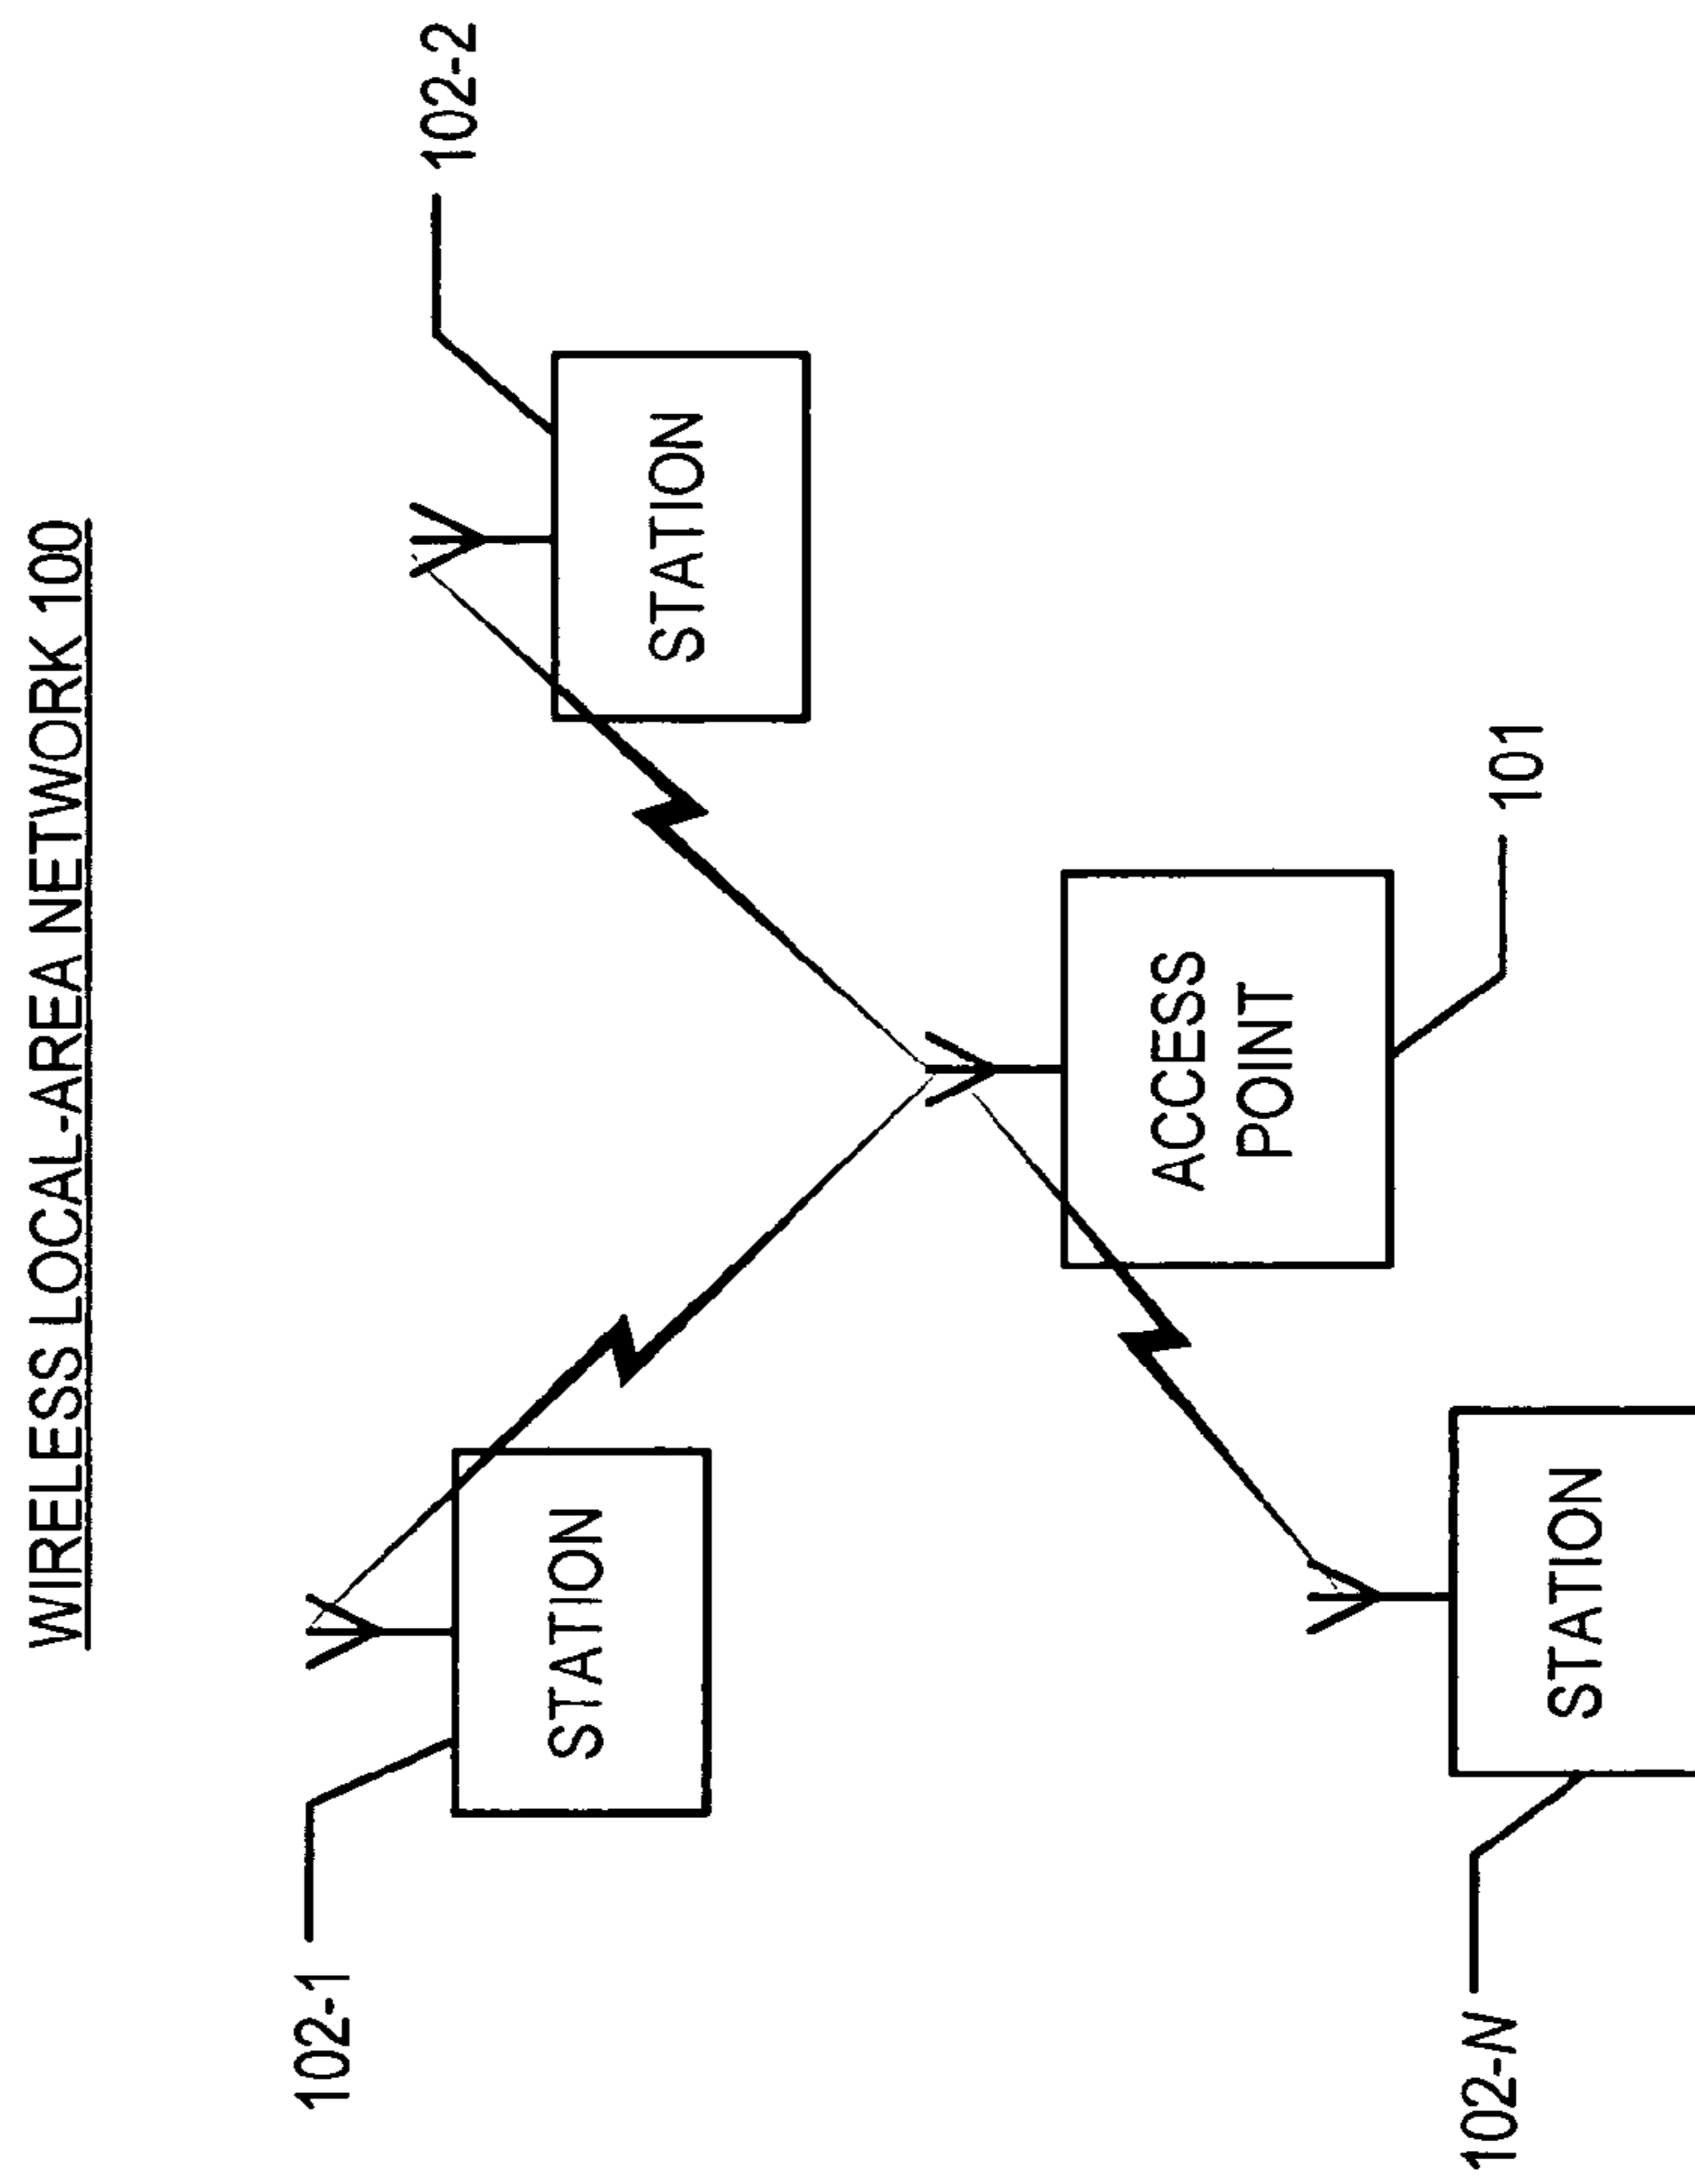 WIRELESS LOCAL-AREA NETWORK 100
102-1
STATION
102-2
STATION
ACCESS
POINT
101
102-N
STATION